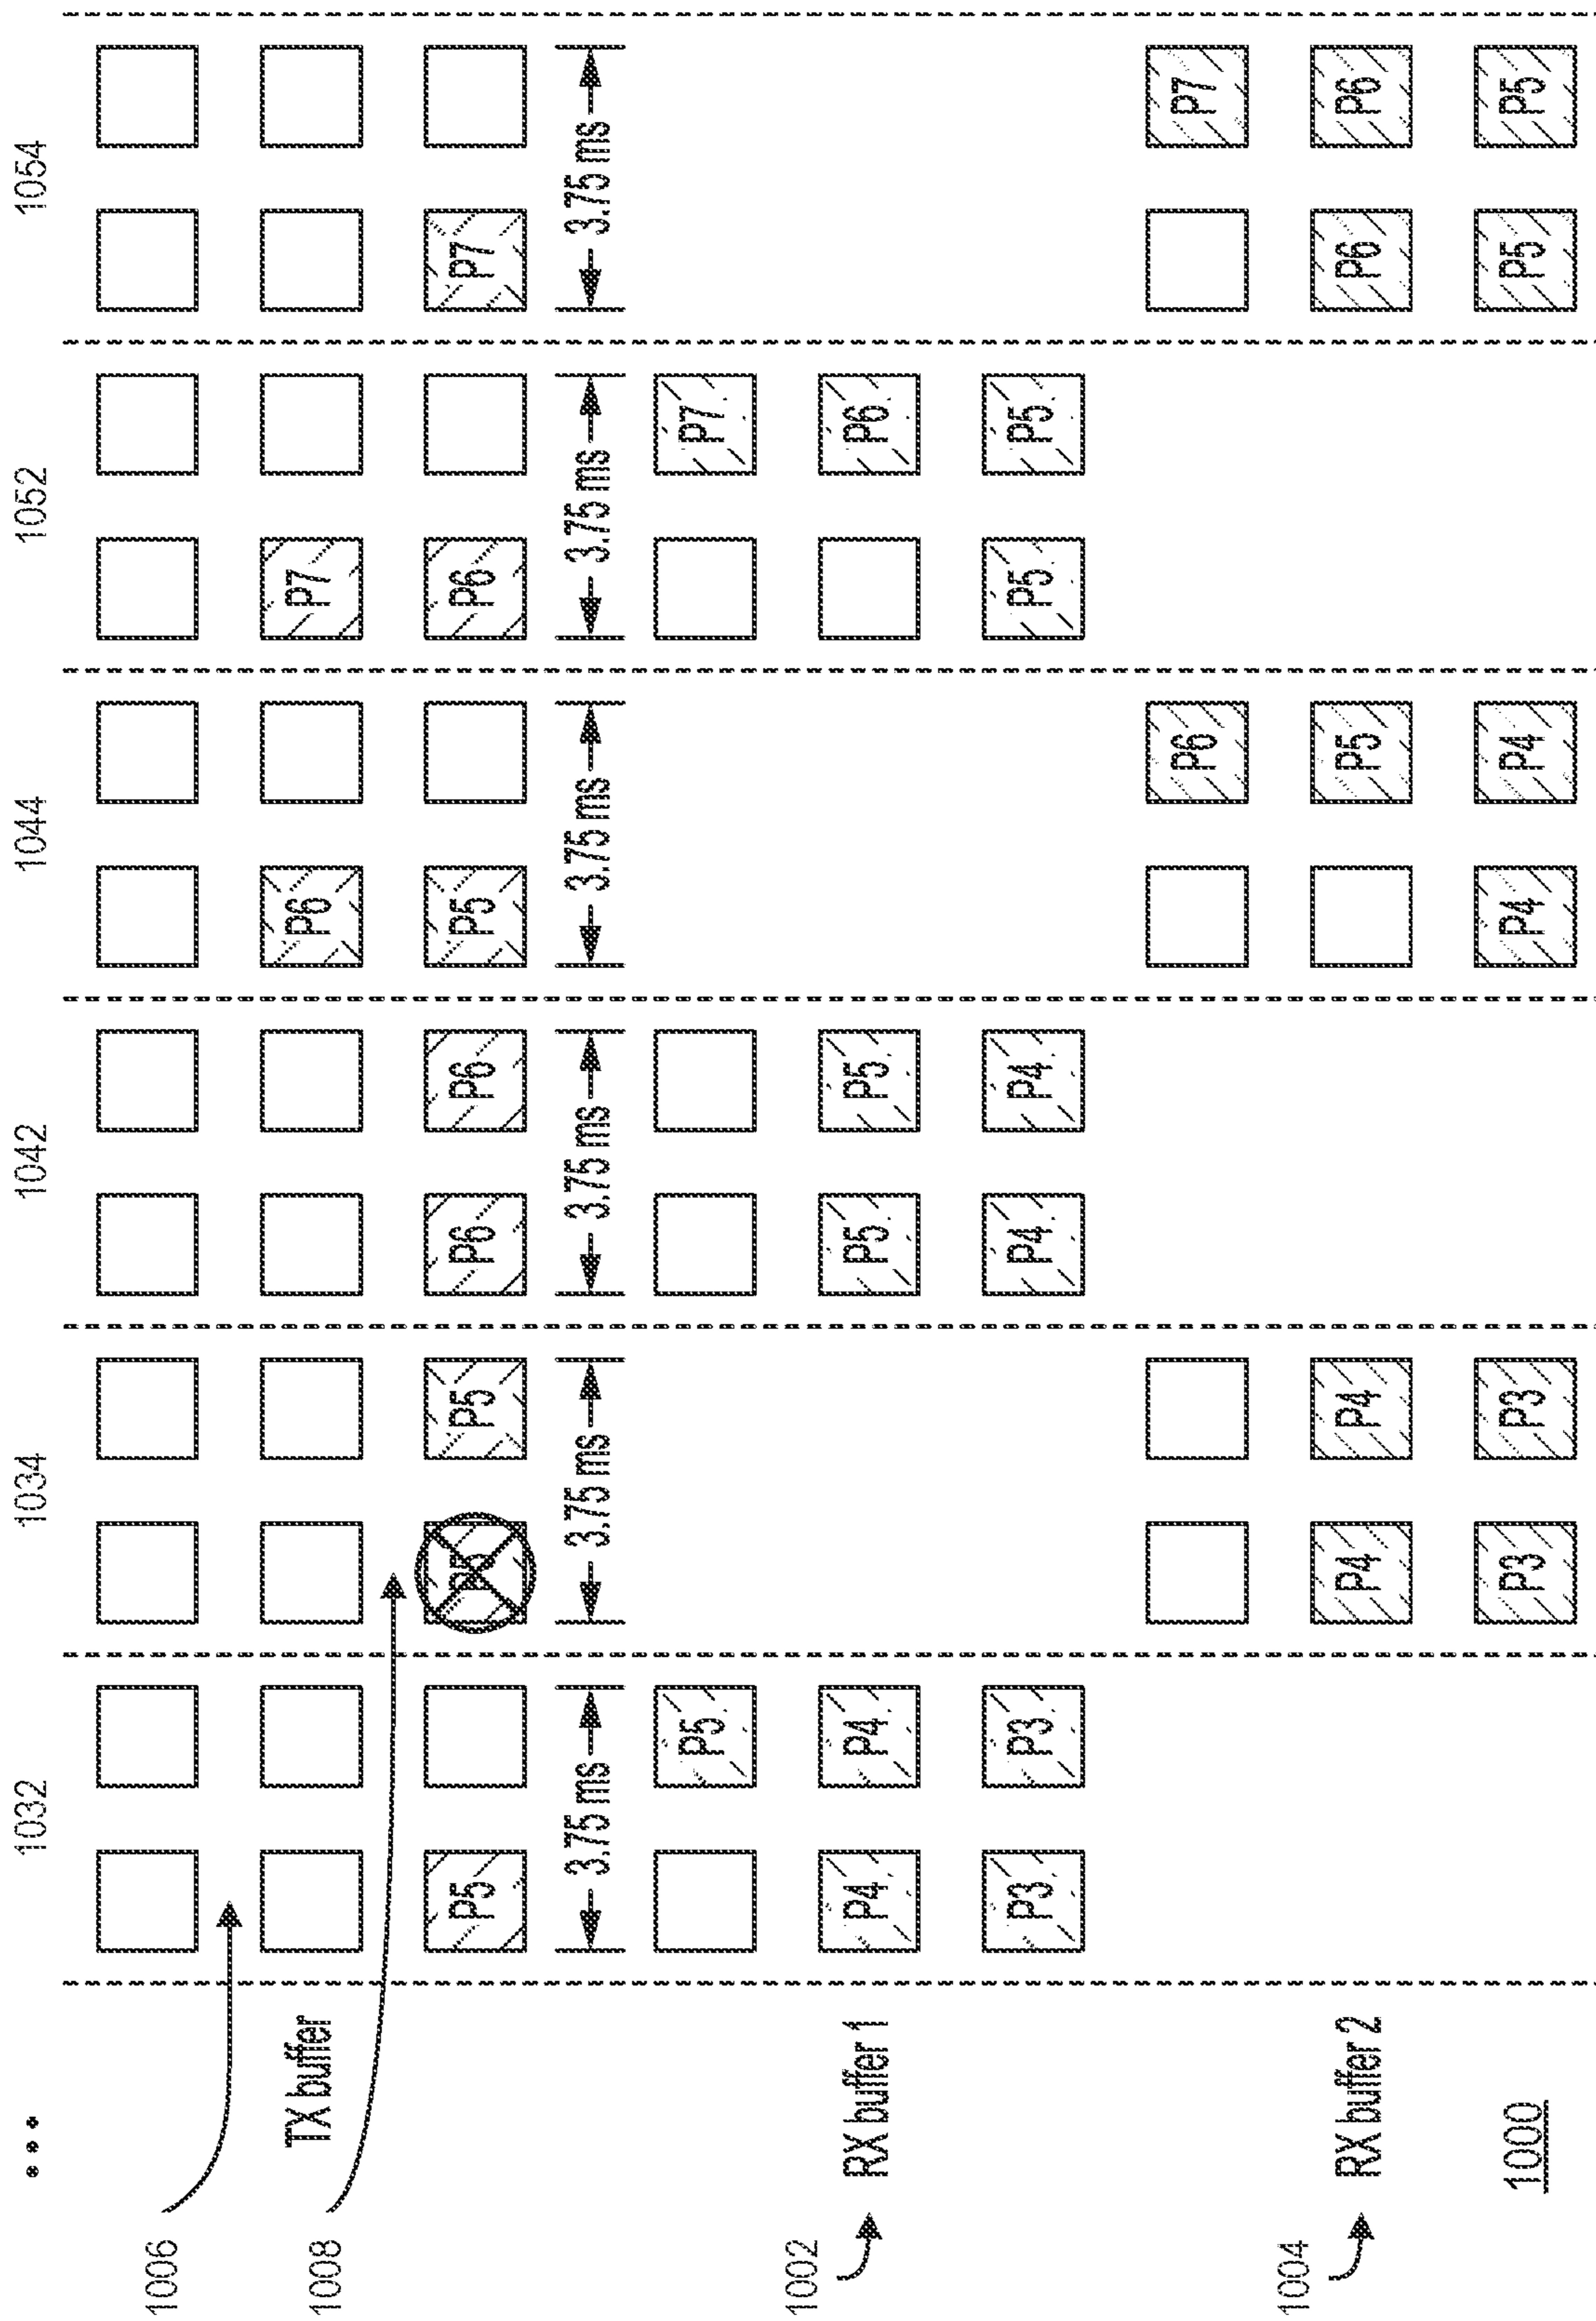 ••• 1032 1034 1042 1044 1052 1054
1006
1008 TX buffer P6 P7
P5 P5 P5 P6 P6 P5 P6 P7
3.75 ms 3.75 ms 3.75 ms 3.75 ms 3.75 ms 3.75 ms
P5 P7
1002 RX buffer 1 P4 P4 P5 P5 P6
P3 P3 P4 P4 P5 P5
P6 P7
1004 RX buffer 2 P4 P4 P5 P6 P6
1000 P3 P3 P4 P4 P5 P5